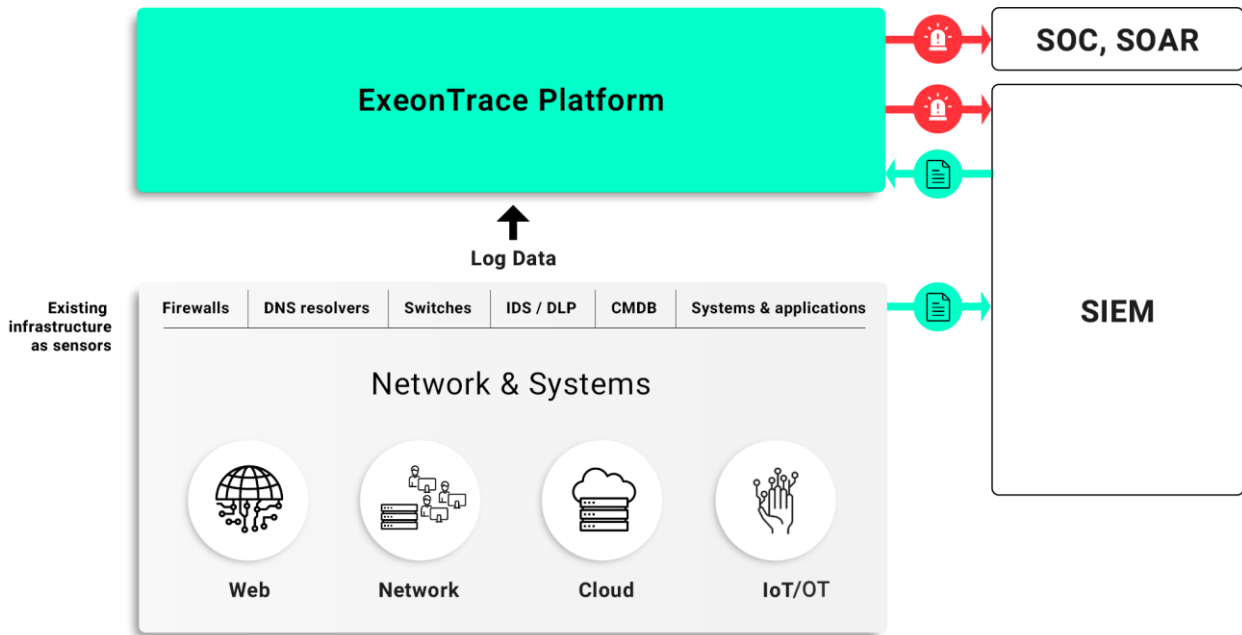 SOC, SOAR
ExeonTrace Platform
Log Data
Existing
infrastructure
as sensors
Firewalls
DNS resolvers
Switches
IDS / DLP
CMDB
Systems & applications
SIEM
Network & Systems
Web
Network
Cloud
IoT/OT